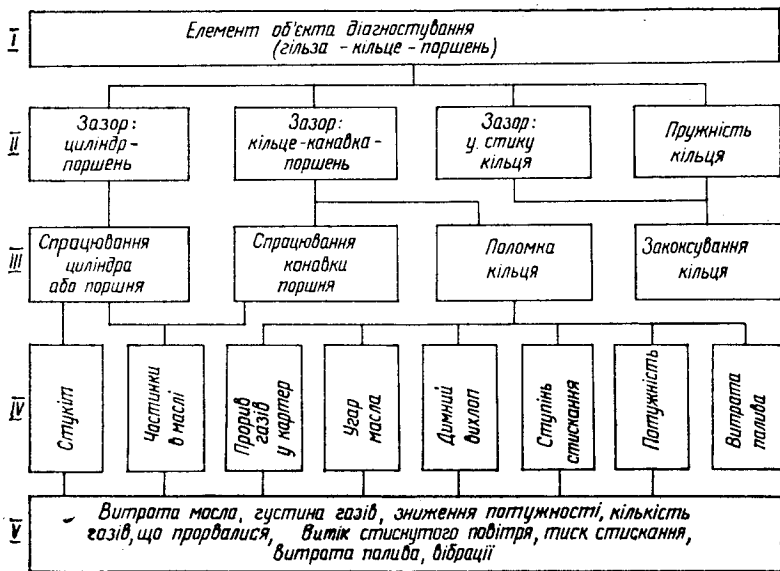 I
Елемент об'єкта діагностування
(гільза - кільце - поршень)
II
Зазор:
циліндр-
поршень
Зазор:
кільце-канавка-
поршень
Зазор:
у стику
кільця
Пружність
кільця
III
Спрацювання
циліндра
або поршня
Спрацювання
канавки
поршня
Поломка
кільця
Закоксування
кільця
IV
Стукіт
Частинки
в маслі
Прорив
газів
у картер
Угар
масла
Димний
вихлоп
Ступінь
стискання
Потужність
Витрата
палива
V
Витрата масла, густина газів, зниження потужності, кількість
газів, що прорвалися, Витік стиснутого повітря, тиск стискання,
витрата палива, вібрації